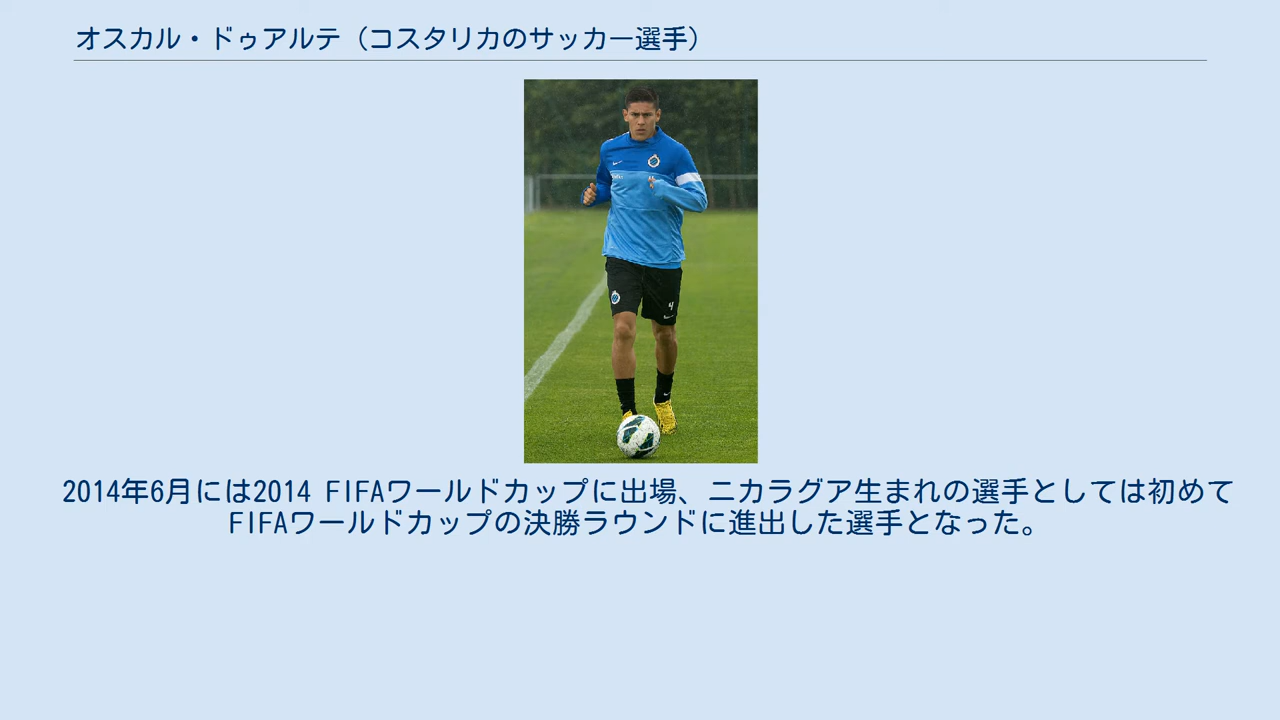 オスカル・ドゥアルテ（コスタリカのサッカー選手）
4
2014年6月には2014 FIFAワールドカップに出場、ニカラグア生まれの選手としては初めて
FIFAワールドカップの決勝ラウンドに進出した選手となった。